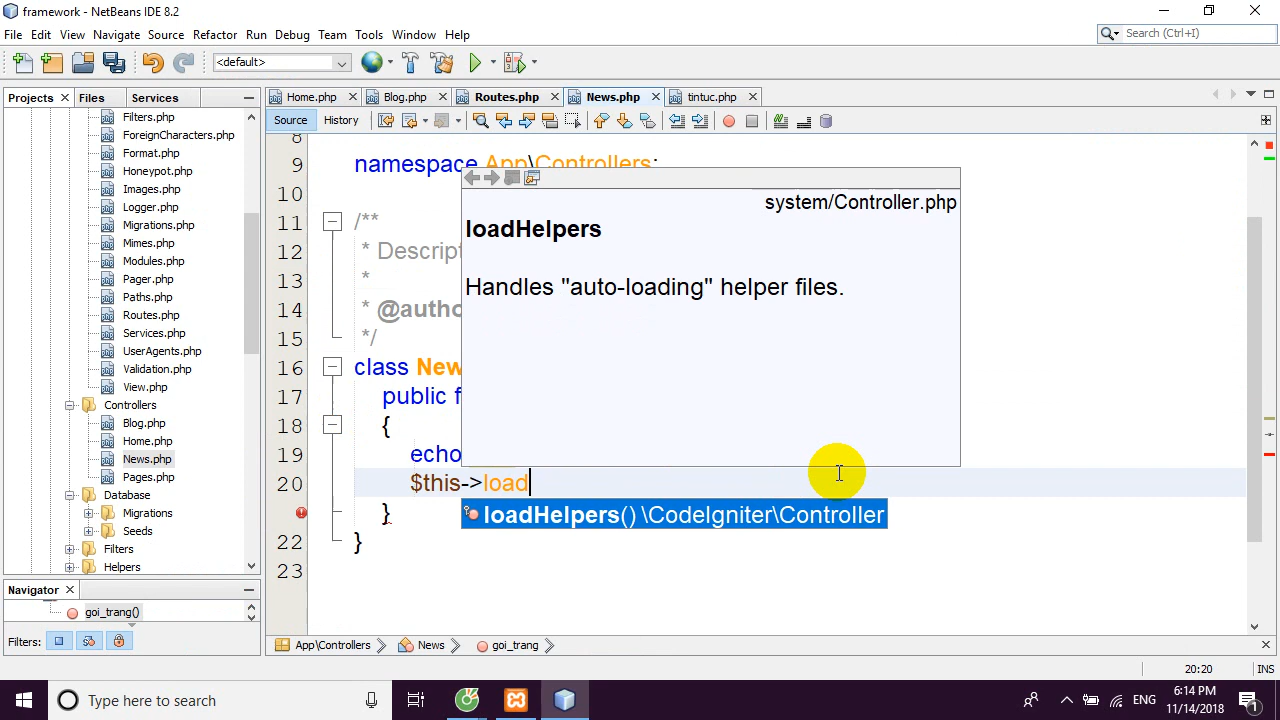 framework - NetBeans IDE 8.2
File Edit View Navigate Source Refactor Run Debug Team Tools Window Help
Search (Ctrl+I)
<default>
Projects Files Services
Home.php Blog.php Routes.php News.php tintuc.php
Source History
Filters.php
ForeignCharacters.php
Format.php
Honeypot.php
Images.php
Logger.php
Migrations.php
Mimes.php
Modules.php
Pager.php
Paths.php
Routes.php
Services.php
UserAgents.php
Validation.php
View.php
Controllers
Blog.php
Home.php
News.php
Pages.php
Database
Migrations
Seeds
Filters
Helpers
Navigator
goi_trang()
Filters:
8
9 namespace App\Controllers;
10
11 /**
12 * Descript
13 *
14 * @autho
15 */
16 class New
17 public f
18 {
19 echo
20 $this->load
}
22 }
23
system/Controller.php
loadHelpers
Handles "auto-loading" helper files.
loadHelpers() \CodeIgniter\Controller
App\Controllers News goi_trang
20:20 INS
Type here to search
ENG
6:14 PM
11/14/2018
1